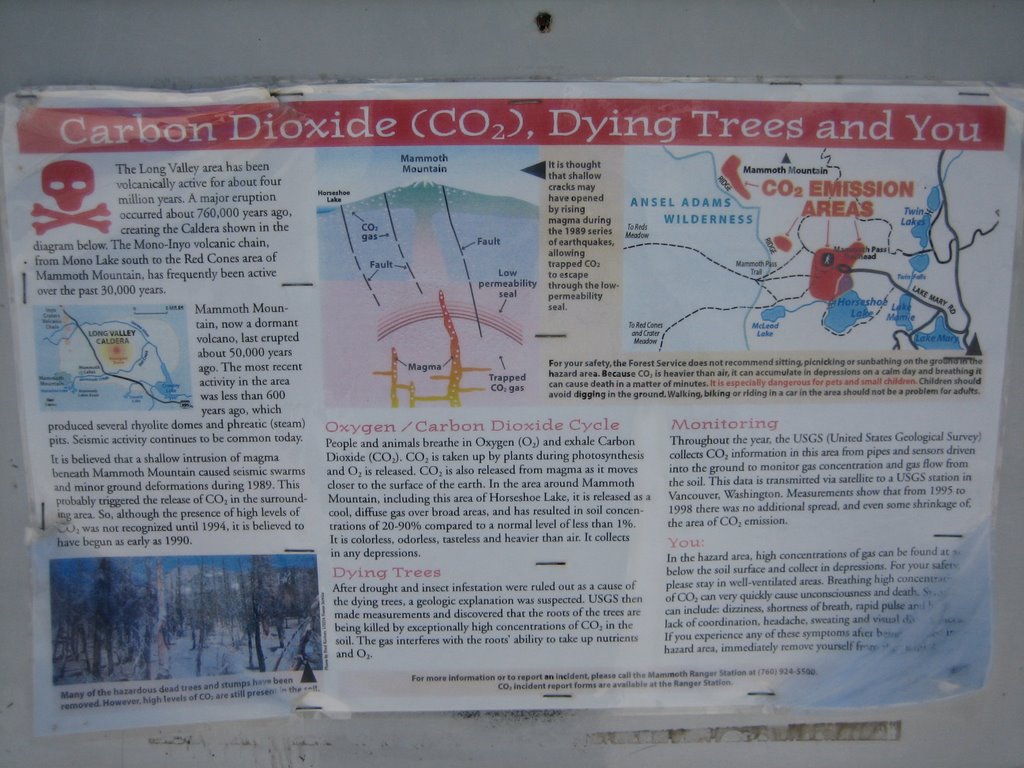 Carbon Dioxide (CO₂), Dying Trees and You
The Long Valley area has been
volcanically active for about four
million years. A major eruption
occurred about 760,000 years ago,
creating the Caldera shown in the
diagram below. The Mono-Inyo volcanic chain,
from Mono Lake south to the Red Cones area of
Mammoth Mountain, has frequently been active
over the past 30,000 years.
LONG VALLEY
CALDERA
Mammoth Moun-
tain, now a dormant
volcano, last erupted
about 50,000 years
ago. The most recent
activity in the area
was less than 600
years ago, which
produced several rhyolite domes and phreatic (steam)
pits. Seismic activity continues to be common today.
It is believed that a shallow intrusion of magma
beneath Mammoth Mountain caused seismic swarms
and minor ground deformations during 1989. This
probably triggered the release of CO₂ in the surround-
ing area. So, although the presence of high levels of
CO₂ was not recognized until 1994, it is believed to
have begun as early as 1990.
Many of the hazardous dead trees and stumps have been
removed. However, high levels of CO₂ are still present in the soil.
Mammoth
Mountain
Horseshoe
Lake
CO₂
gas
Fault
Fault
Low
permeability
seal
Magma
Trapped
CO₂ gas
It is thought
that shallow
cracks may
have opened
by rising
magma during
the 1989 series
of earthquakes,
allowing
trapped CO₂
to escape
through the low-
permeability
seal.
Mammoth Mountain
RIDGE
CO₂ EMISSION
AREAS
ANSEL ADAMS
WILDERNESS
Twin
Lakes
To Reds
Meadow
RIDGE
Mammoth Pass
Trailhead
Mammoth Pass
Trail
Twin Falls
LAKE MARY RD
Horseshoe
Lake
Lake
Mamie
McLeod
Lake
To Red Cones
and Crater
Meadow
Lake Mary
For your safety, the Forest Service does not recommend sitting, picnicking or sunbathing on the ground in the
hazard area. Because CO₂ is heavier than air, it can accumulate in depressions on a calm day and breathing it
can cause death in a matter of minutes. It is especially dangerous for pets and small children. Children should
avoid digging in the ground. Walking, biking or riding in a car in the area should not be a problem for adults.
Oxygen / Carbon Dioxide Cycle
People and animals breathe in Oxygen (O₂) and exhale Carbon
Dioxide (CO₂). CO₂ is taken up by plants during photosynthesis
and O₂ is released. CO₂ is also released from magma as it moves
closer to the surface of the earth. In the area around Mammoth
Mountain, including this area of Horseshoe Lake, it is released as a
cool, diffuse gas over broad areas, and has resulted in soil concen-
trations of 20-90% compared to a normal level of less than 1%.
It is colorless, odorless, tasteless and heavier than air. It collects
in any depressions.
Dying Trees
After drought and insect infestation were ruled out as a cause of
the dying trees, a geologic explanation was suspected. USGS then
made measurements and discovered that the roots of the trees are
being killed by exceptionally high concentrations of CO₂ in the
soil. The gas interferes with the roots' ability to take up nutrients
and O₂.
Monitoring
Throughout the year, the USGS (United States Geological Survey)
collects CO₂ information in this area from pipes and sensors driven
into the ground to monitor gas concentration and gas flow from
the soil. This data is transmitted via satellite to a USGS station in
Vancouver, Washington. Measurements show that from 1995 to
1998 there was no additional spread, and even some shrinkage of,
the area of CO₂ emission.
You:
In the hazard area, high concentrations of gas can be found at
below the soil surface and collect in depressions. For your safety,
please stay in well-ventilated areas. Breathing high concentrations
of CO₂ can very quickly cause unconsciousness and death.
can include: dizziness, shortness of breath, rapid pulse and
lack of coordination, headache, sweating and visual
If you experience any of these symptoms after being in
hazard area, immediately remove yourself from
For more information or to report an incident, please call the Mammoth Ranger Station at (760) 924-5500.
CO₂ incident report forms are available at the Ranger Station.